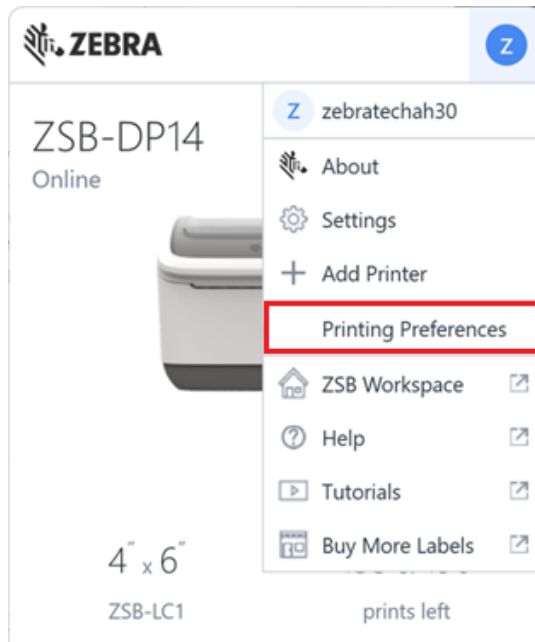 ZEBRA
Z
Z zebratechah30
ZSB-DP14
Online
About
Settings
Add Printer
Printing Preferences
ZSB Workspace
Help
Tutorials
Buy More Labels
4" x 6"
ZSB-LC1
prints left